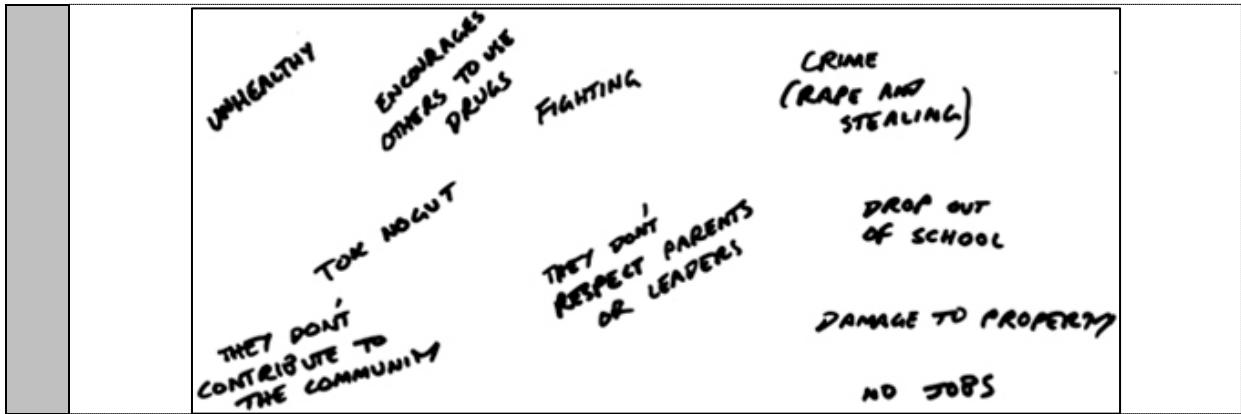 UNHEALTHY
ENCOURAGES
OTHERS TO USE
DRUGS
FIGHTING
CRIME
(RAPE AND
STEALING)
TOK NOGUT
THEY DON'T
RESPECT PARENTS
OR LEADERS
DROP OUT
OF SCHOOL
THEY DON'T
CONTRIBUTE TO
THE COMMUNITY
DAMAGE TO PROPERTY
NO JOBS